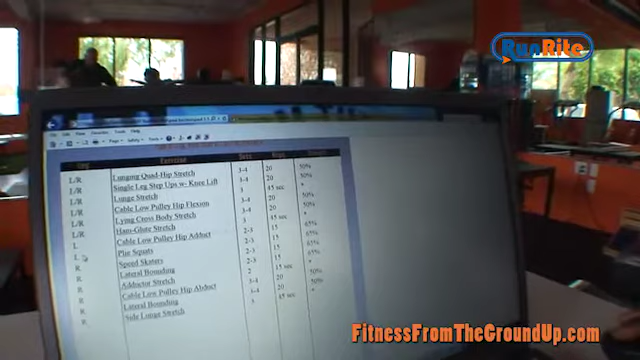 RunRite
Leg Exercise Sets Reps
L/R Lunging Quad-Hip Stretch 3-4 20 50%
L/R Single Leg Step Ups w- Knee Lift 3-4 20 50%
L/R Lunge Stretch 3 45 sec *
L/R Cable Low Pulley Hip Flexion 3-4 20 50%
L/R Lying Cross Body Stretch 3-4 20 50%
L/R Ham-Glute Stretch 3 45 sec *
L Cable Low Pulley Hip Adductor 2-3 15 65%
L Plie Squats 2-3 15 65%
R Speed Skaters 2-3 15 65%
R Lateral Bounding 2 15 sec *
R Adductor Stretch 3-4 20 50%
R Cable Low Pulley Hip Abduct 3-4 20 50%
R Lateral Bounding 3 15 sec *
R Side Lunge Stretch
FitnessFromTheGroundUp.com